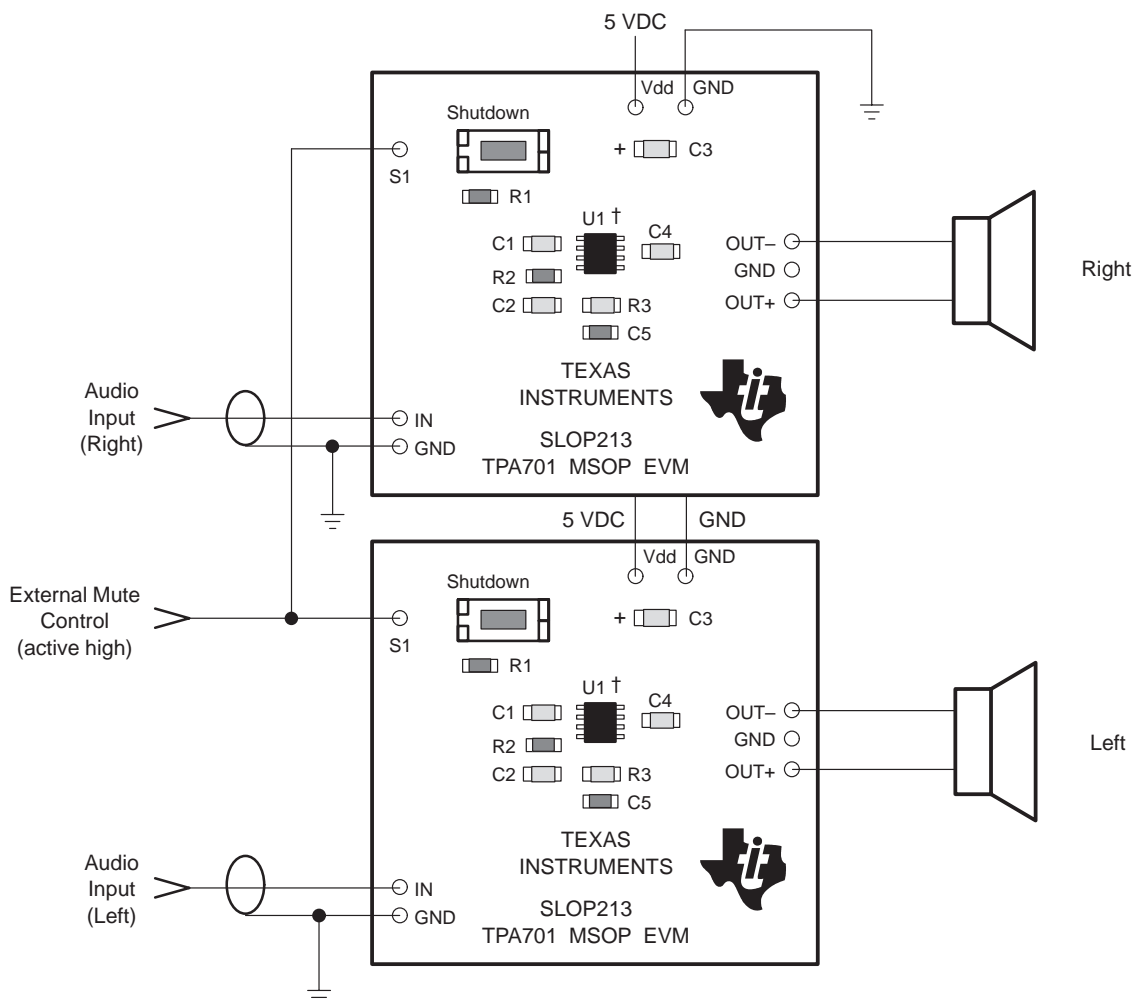 5 VDC
Vdd GND
Shutdown
S1
+ C3
R1
U1 †
C1
C4
R2
C2
R3
C5
OUT–
GND
OUT+
Right
TEXAS
INSTRUMENTS
SLOP213
TPA701 MSOP EVM
Audio
Input
(Right)
IN
GND
5 VDC GND
Vdd GND
Shutdown
External Mute
Control
(active high)
S1
+ C3
R1
U1 †
C1
C4
R2
C2
R3
C5
OUT–
GND
OUT+
Left
TEXAS
INSTRUMENTS
SLOP213
TPA701 MSOP EVM
Audio
Input
(Left)
IN
GND